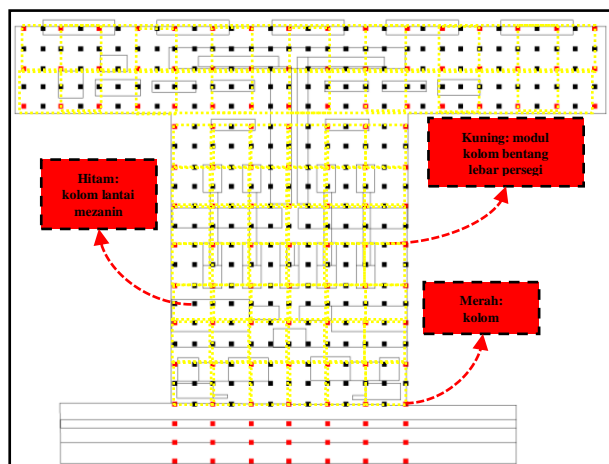 Hitam:
kolom lantai
mezanin
Kuning: modul
kolom bentang
lebar persegi
Merah:
kolom